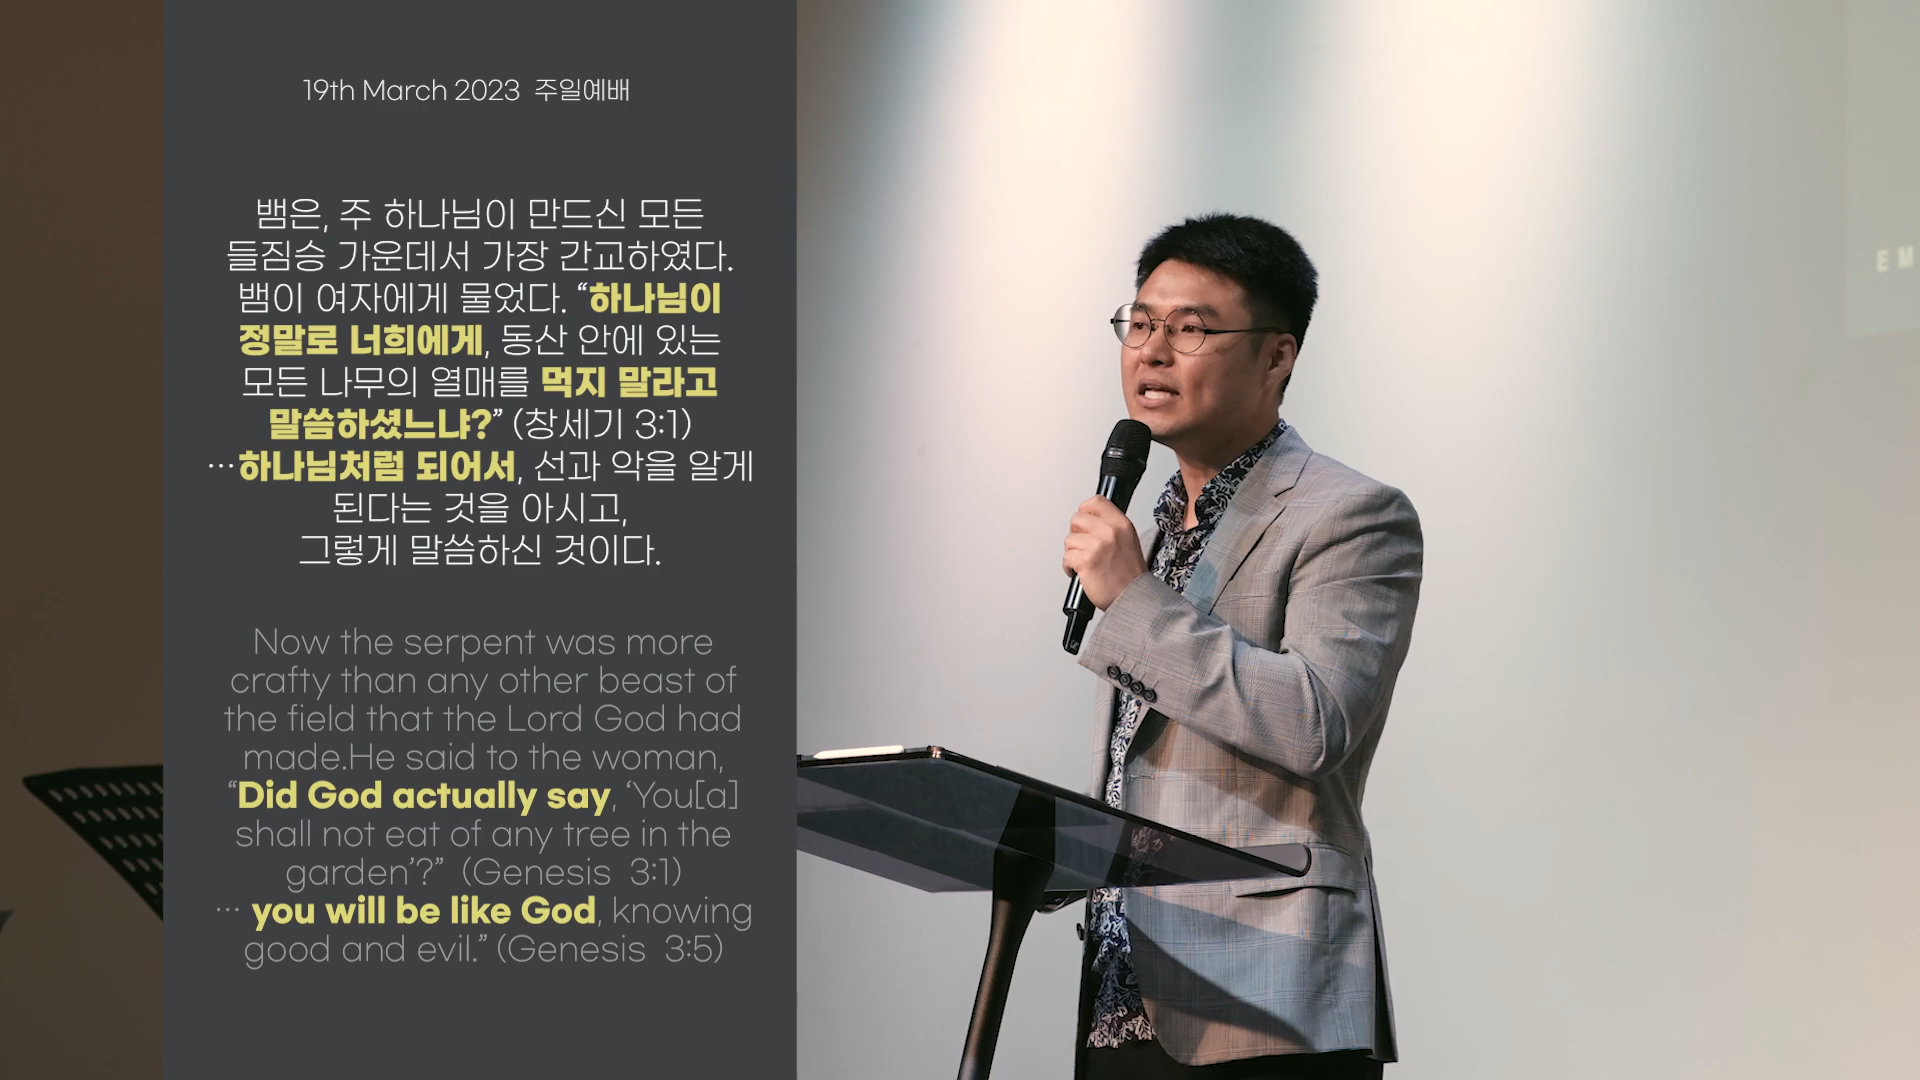 19th March 2023 주일예배
뱀은, 주 하나님이 만드신 모든
들짐승 가운데서 가장 간교하였다.
뱀이 여자에게 물었다. “하나님이
정말로 너희에게, 동산 안에 있는
모든 나무의 열매를 먹지 말라고
말씀하셨느냐?” (창세기 3:1)
…하나님처럼 되어서, 선과 악을 알게
된다는 것을 아시고,
그렇게 말씀하신 것이다.
Now the serpent was more
crafty than any other beast of
the field that the Lord God had
made.He said to the woman,
“Did God actually say, ‘You[a]
shall not eat of any tree in the
garden’?” (Genesis 3:1)
… you will be like God, knowing
good and evil.” (Genesis 3:5)
EM